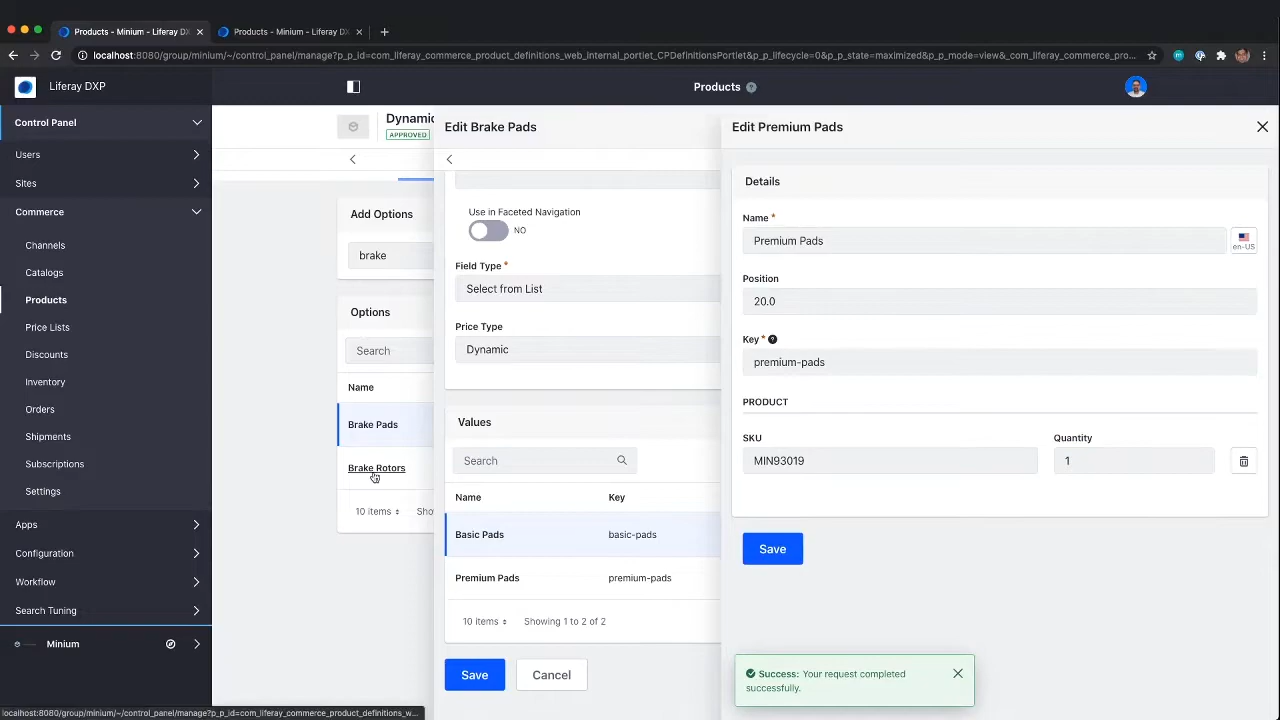 Products - Minium - Liferay DX
Products - Minium - Liferay DX
localhost:8080/group/minium/~/control_panel/manage?p_p_id=com_liferay_commerce_product_definitions_web_internal_portlet_CPDefinitionsPortlet&p_p_lifecycle=0&p_p_state=maximized&p_p_mode=view&_com_liferay_commerce_pro...
Liferay DXP
Products ?
Control Panel
Users
Sites
Commerce
Channels
Catalogs
Products
Price Lists
Discounts
Inventory
Orders
Shipments
Subscriptions
Settings
Apps
Configuration
Workflow
Search Tuning
Minium
localhost:8080/group/minium/~/control_panel/manage?p_p_id=com_liferay_commerce_product_definitions_w...
Dynamic
APPROVED
Add Options
brake
Options
Search
Name
Brake Pads
Brake Rotors
10 items
Sho
Edit Brake Pads
Use in Faceted Navigation
NO
Field Type *
Select from List
Price Type
Dynamic
Values
Search
Name Key
Basic Pads basic-pads
Premium Pads premium-pads
10 items Showing 1 to 2 of 2
Save Cancel
Edit Premium Pads
Details
Name *
Premium Pads
en-US
Position
20.0
Key * ?
premium-pads
PRODUCT
SKU Quantity
MIN93019 1
Save
Success: Your request completed
successfully.